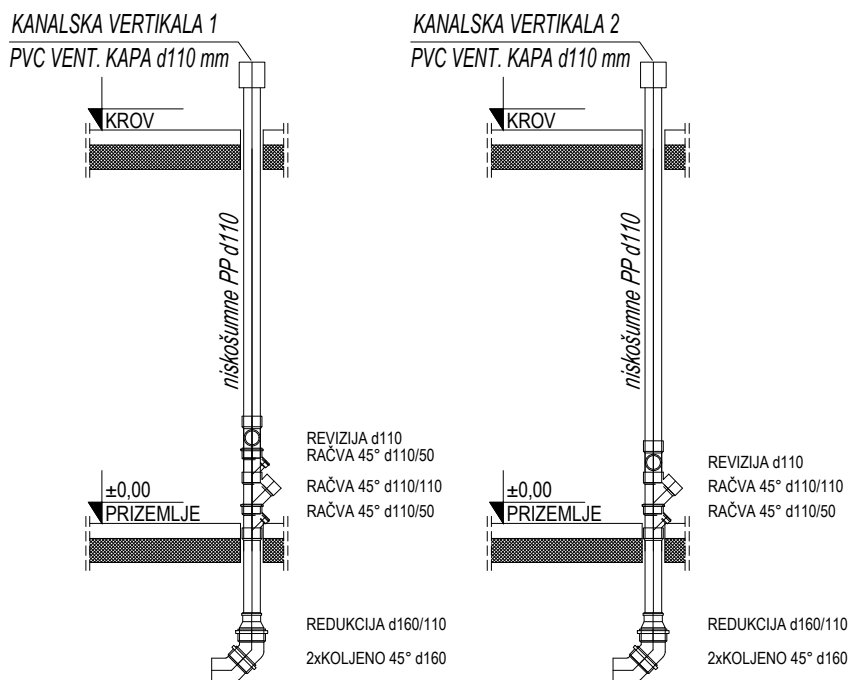 KANALSKA VERTIKALA 1
PVC VENT. KAPA d110 mm
KROV
niskošumne PP d110
REVIZIJA d110
RAČVA 45° d110/50
RAČVA 45° d110/110
RAČVA 45° d110/50
±0,00
PRIZEMLJE
REDUKCIJA d160/110
2xKOLJENO 45° d160
KANALSKA VERTIKALA 2
PVC VENT. KAPA d110 mm
KROV
niskošumne PP d110
REVIZIJA d110
RAČVA 45° d110/110
RAČVA 45° d110/50
±0,00
PRIZEMLJE
REDUKCIJA d160/110
2xKOLJENO 45° d160